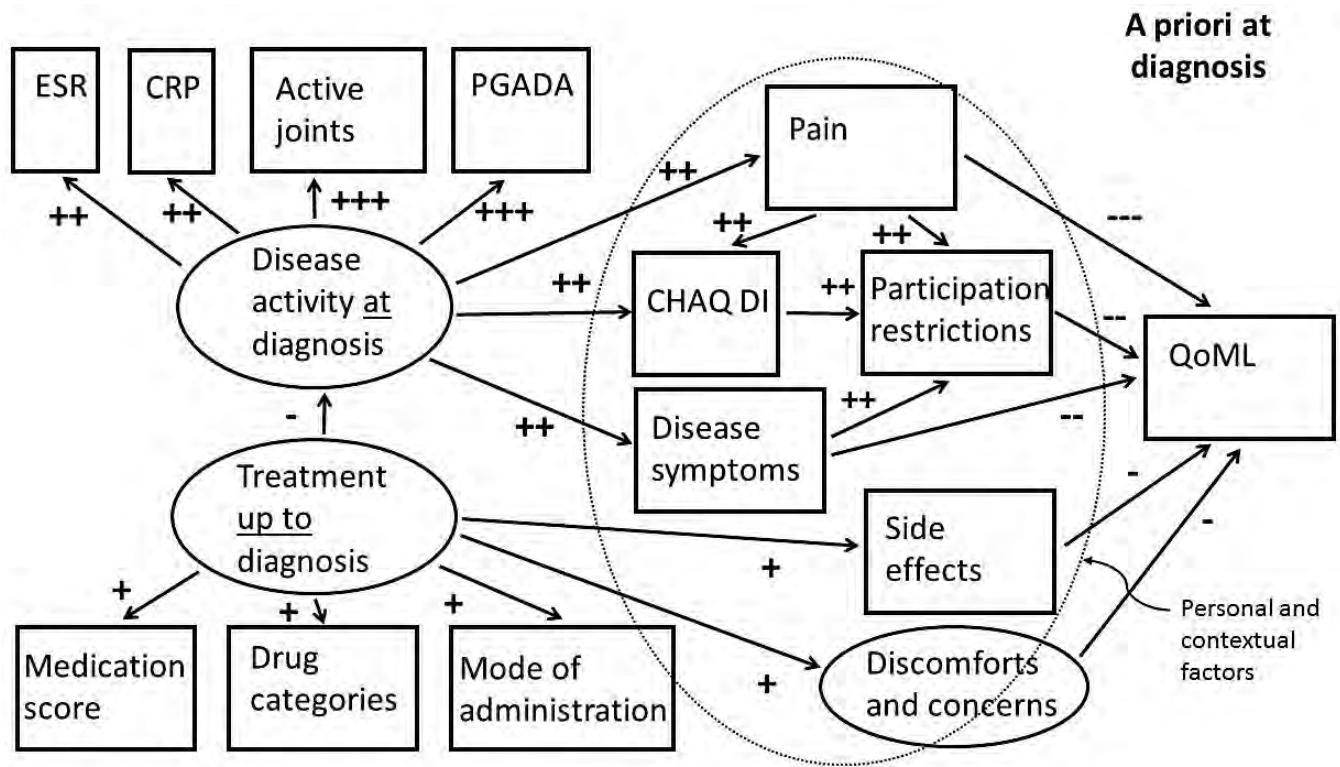 A priori at
diagnosis
ESR
CRP
Active
joints
PGADA
Pain
++
++
+++
+++
++
---
++
++
Disease
activity at
diagnosis
++
CHAQ DI
++
Participation
restrictions
--
QoML
-
++
Disease
symptoms
++
--
Treatment
up to
diagnosis
Side
effects
-
-
+
+
+
+
+
Personal and
contextual
factors
Medication
score
Drug
categories
Mode of
administration
Discomforts
and concerns